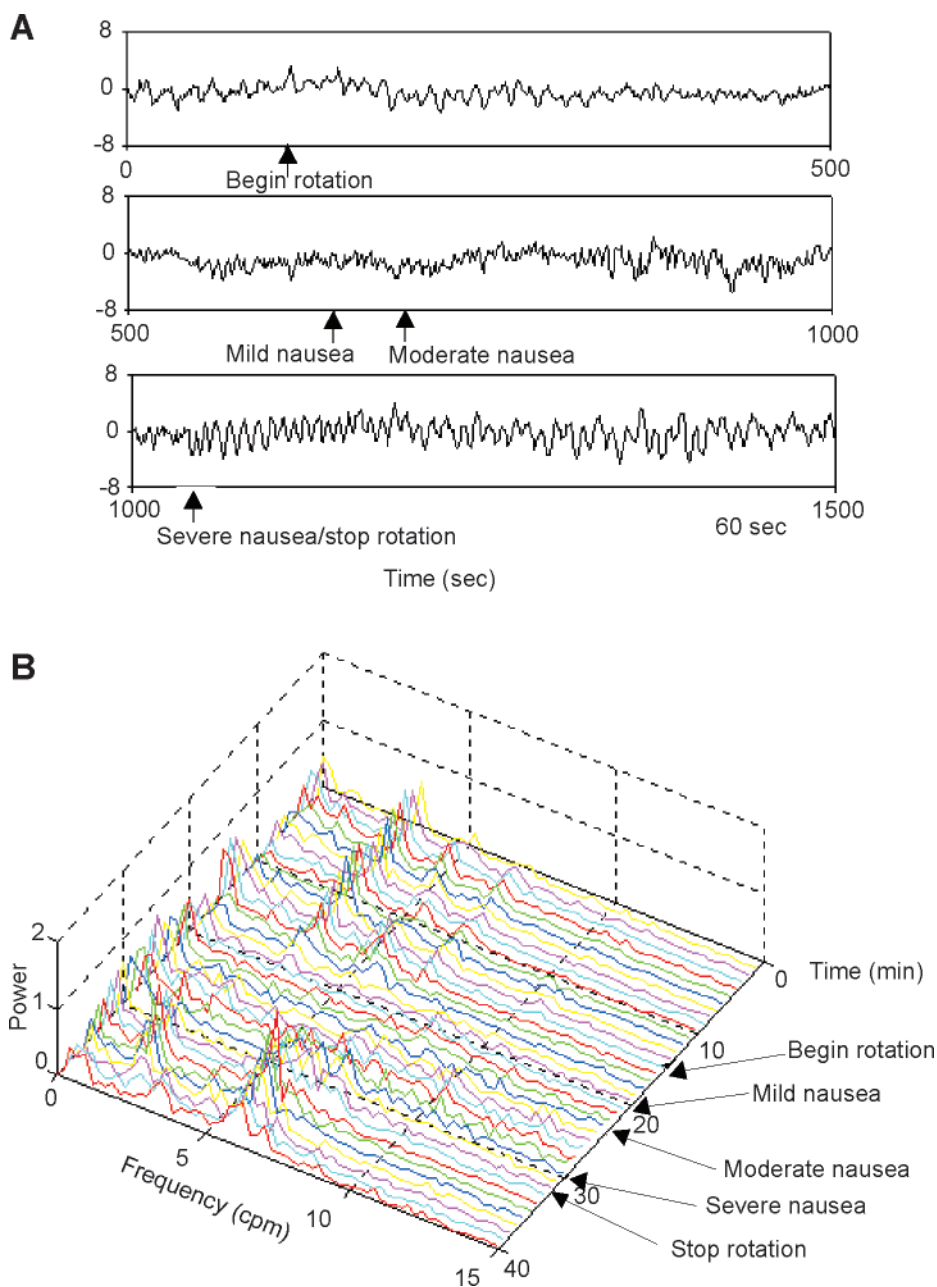 A
8
0
-8
0
500
Begin rotation
8
0
-8
500
1000
Mild nausea
Moderate nausea
8
0
-8
1000
1500
60 sec
Severe nausea/stop rotation
Time (sec)
B
2
1
0
Power
0
5
10
15
Frequency (cpm)
0
Time (min)
10
Begin rotation
Mild nausea
20
Moderate nausea
30
Severe nausea
Stop rotation
40